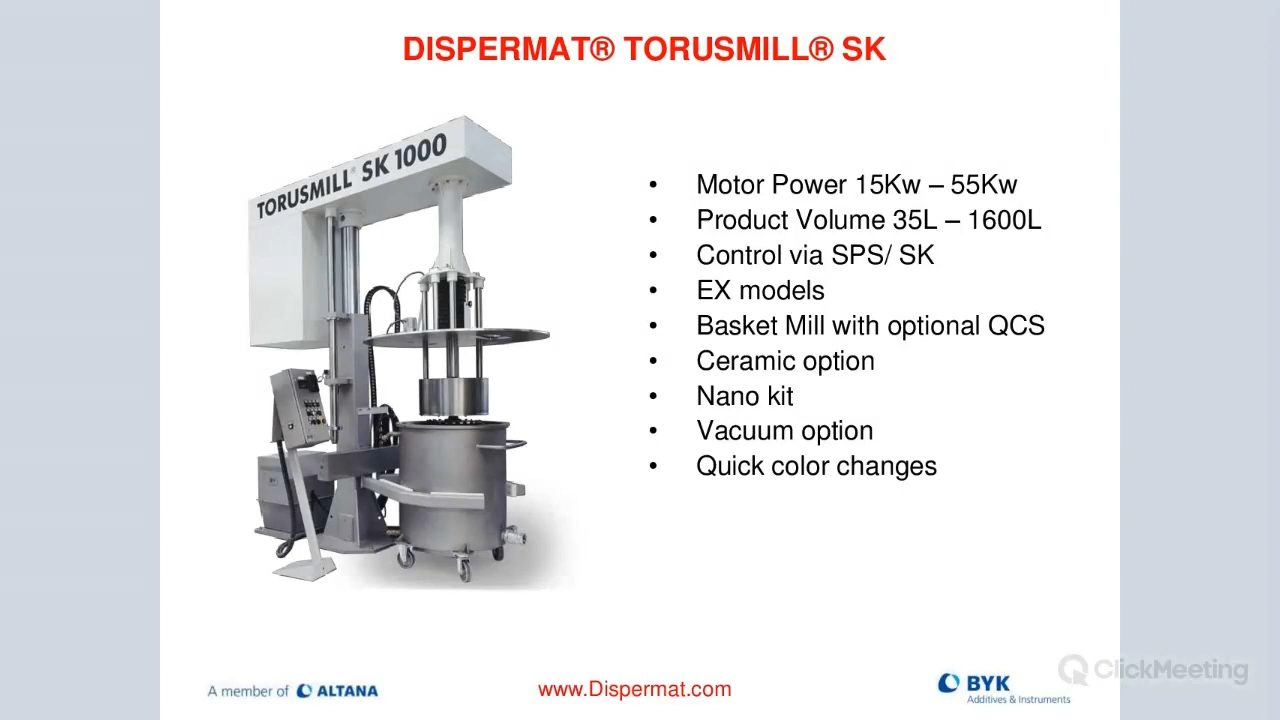 DISPERMAT® TORUSMILL® SK
TORUSMILL® SK 1000
• Motor Power 15Kw – 55Kw
• Product Volume 35L – 1600L
• Control via SPS/ SK
• EX models
• Basket Mill with optional QCS
• Ceramic option
• Nano kit
• Vacuum option
• Quick color changes
A member of ALTANA
www.Dispermat.com
BYK
Additives & Instruments
ClickMeeting